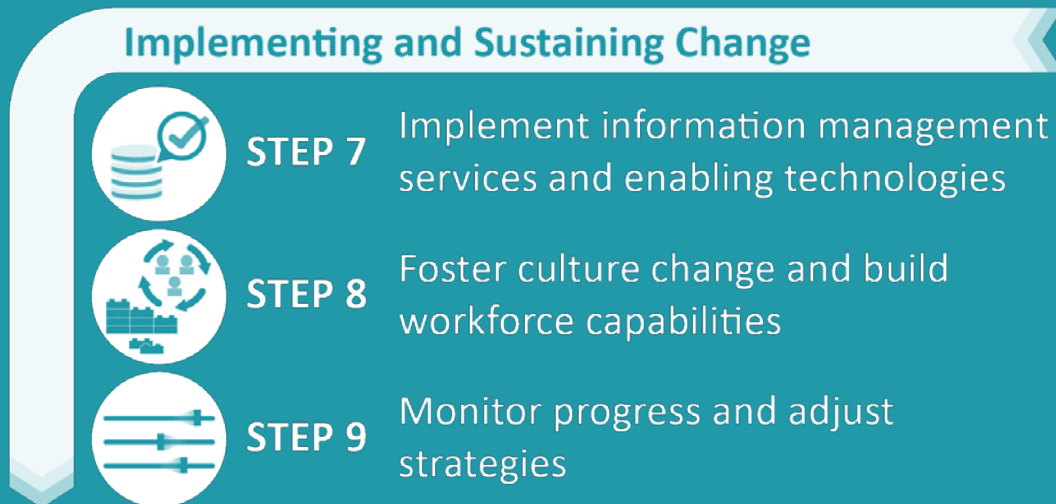 Implementing and Sustaining Change
STEP 7
Implement information management
services and enabling technologies
STEP 8
Foster culture change and build
workforce capabilities
STEP 9
Monitor progress and adjust
strategies